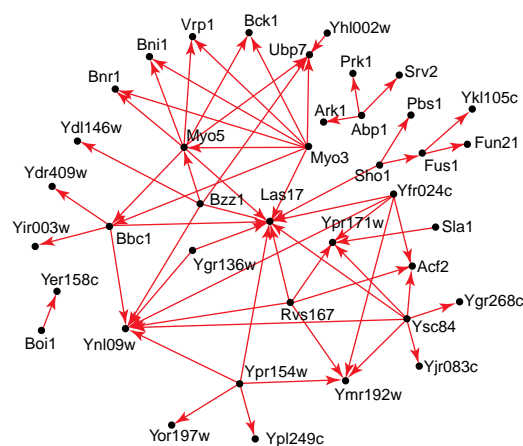 Vrp1
Bck1
Yhl002w
Bni1
Ubp7
Prk1
Srv2
Bnr1
Ykl105c
Pbs1
Ark1
Abp1
Ydl146w
Myo5
Fun21
Myo3
Fus1
Sho1
Ydr409w
Bzz1
Las17
Yfr024c
Ypr171w
Sla1
Yir003w
Bbc1
Ygr136w
Acf2
Yer158c
Ygr268c
Rvs167
Ysc84
Boi1
Ynl09w
Yjr083c
Ypr154w
Ymr192w
Yor197w
Ypl249c